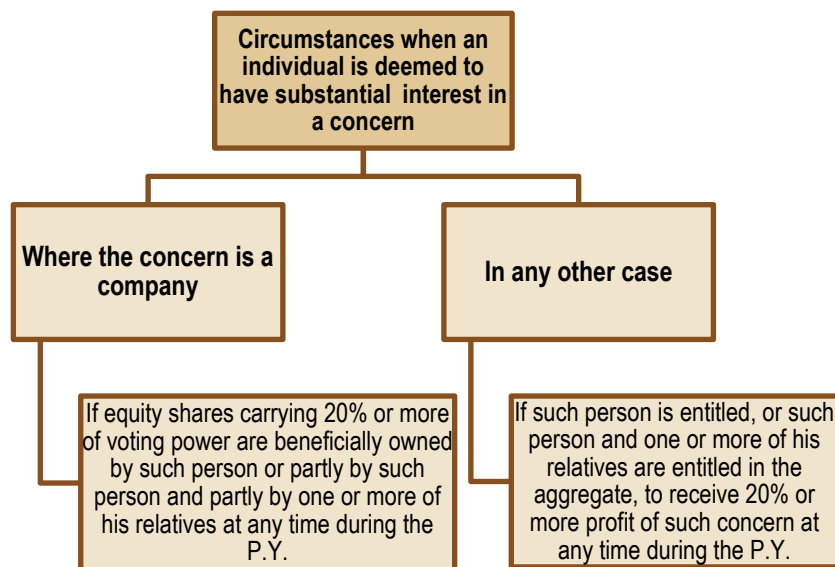 Circumstances when an
individual is deemed to
have substantial interest in
a concern
Where the concern is a
company
In any other case
If equity shares carrying 20% or more
of voting power are beneficially owned
by such person or partly by such
person and partly by one or more of
his relatives at any time during the
P.Y.
If such person is entitled, or such
person and one or more of his
relatives are entitled in the
aggregate, to receive 20% or
more profit of such concern at
any time during the P.Y.